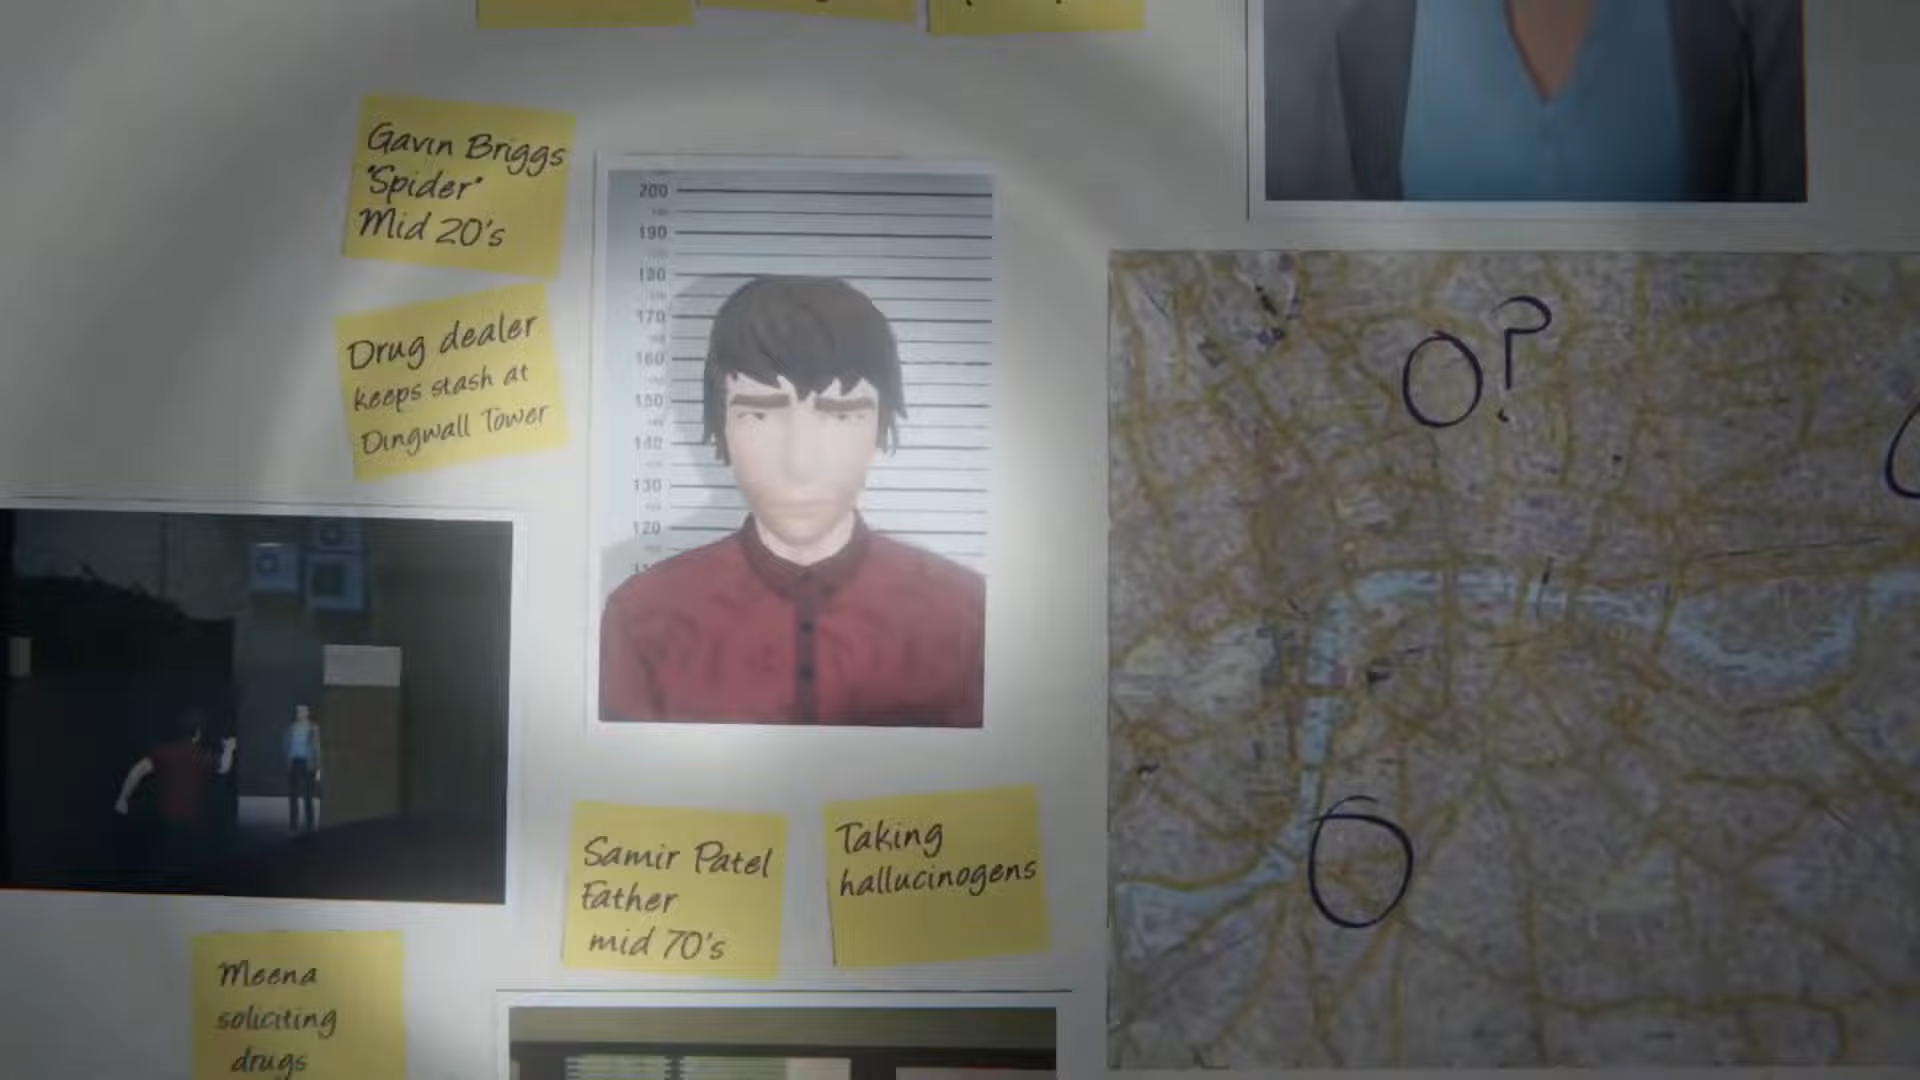 Gavin Briggs
"Spider"
Mid 20's
Drug dealer
keeps stash at
Dingwall Tower
200
190
180
170
160
150
140
130
120
O?
O
Samir Patel
Father
mid 70's
Taking
hallucinogens
Meena
soliciting
drugs